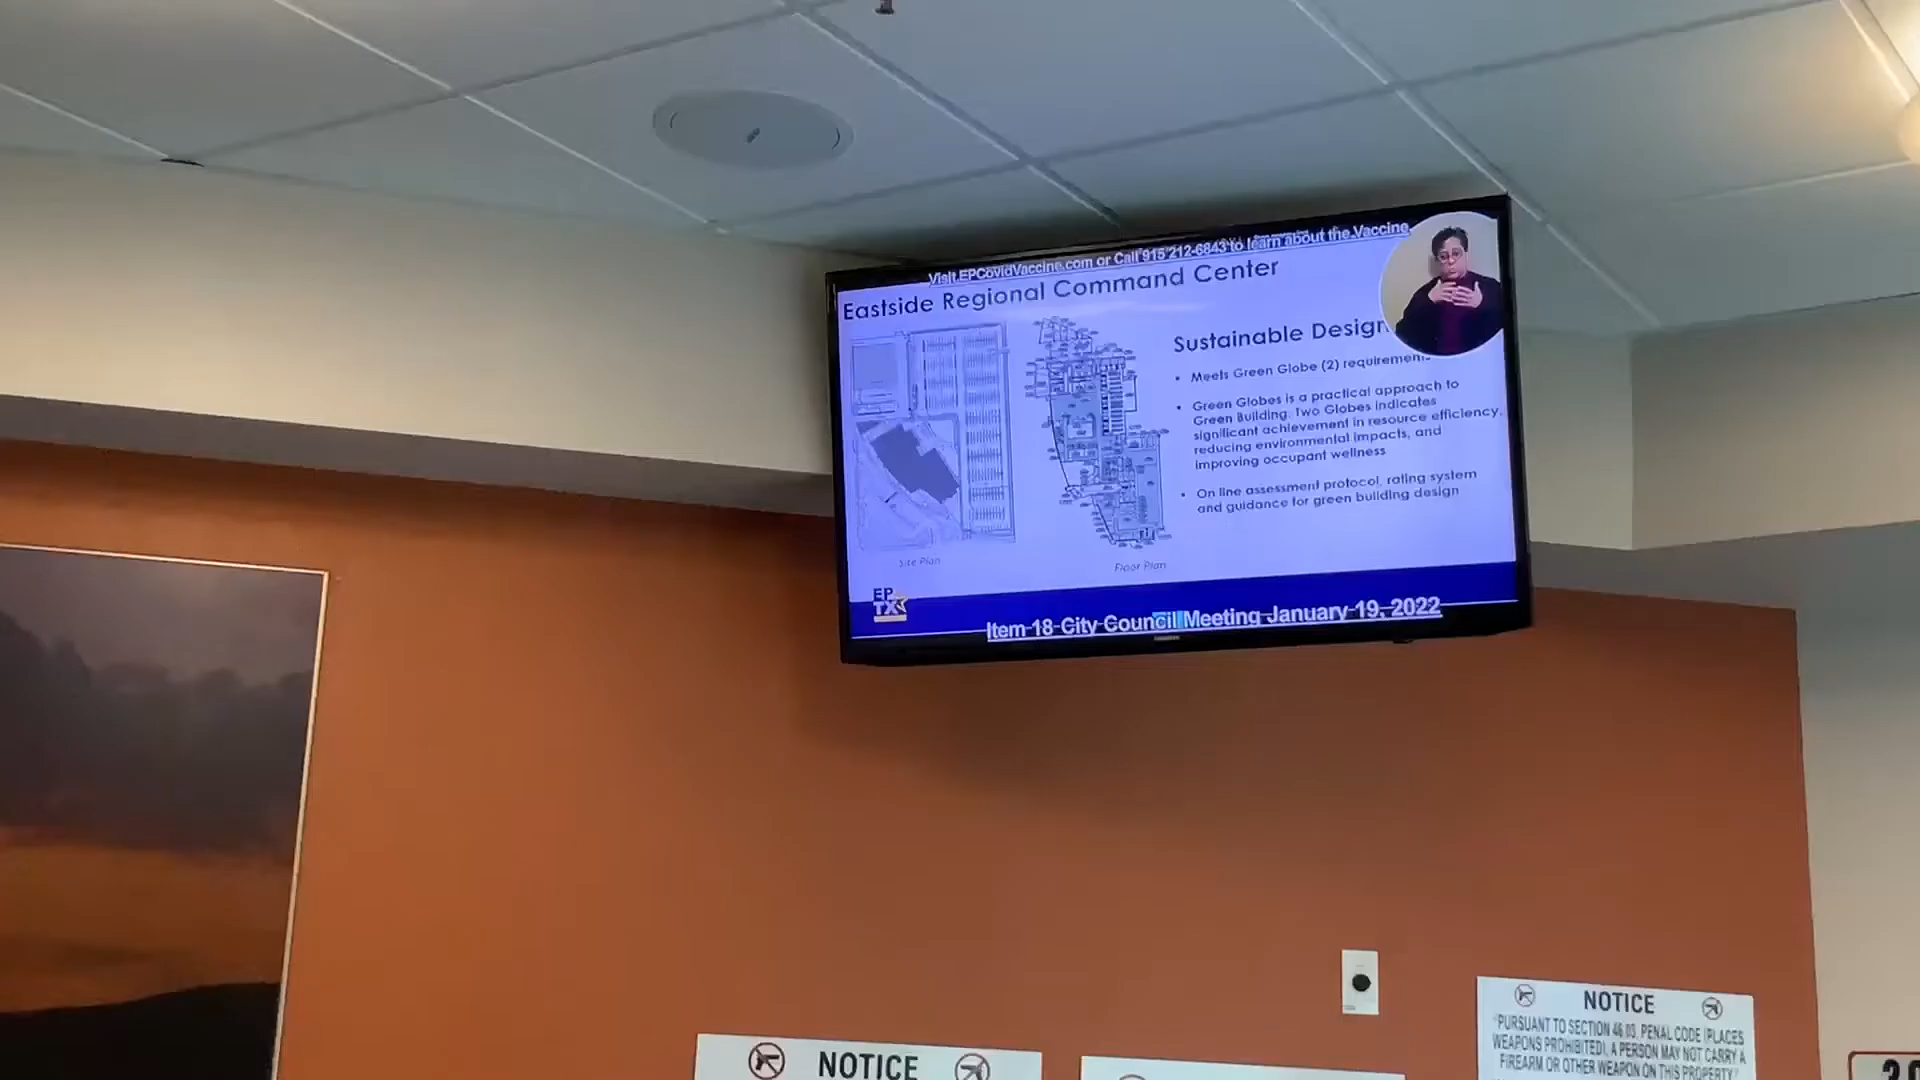 Visit EPCovidVaccine.com or Call 915 212-6843 to learn about the Vaccine
Eastside Regional Command Center
Sustainable Design
• Meets Green Globe (2) requirements
• Green Globes is a practical approach to
Green Building. Two Globes indicates
significant achievement in resource efficiency,
reducing environmental impacts, and
improving occupant wellness
• On line assessment protocol, rating system
and guidance for green building design
Site Plan
Floor Plan
EP
TX
Item 18 City Council Meeting January 19, 2022
NOTICE
"PURSUANT TO SECTION 46.03, PENAL CODE (PLACES
WEAPONS PROHIBITED), A PERSON MAY NOT CARRY A
FIREARM OR OTHER WEAPON ON THIS PROPERTY."
NOTICE